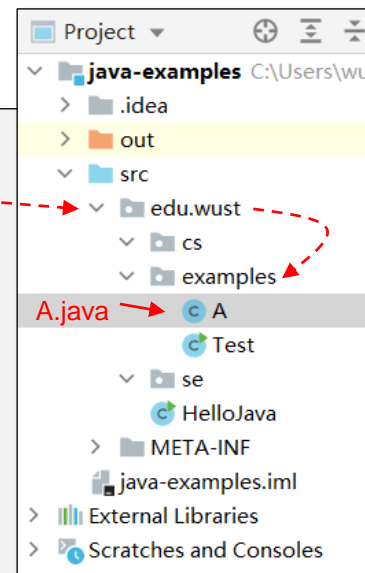 Project
java-examples C:\Users\wu
.idea
out
src
edu.wust
cs
examples
A.java
A
Test
se
HelloJava
META-INF
java-examples.iml
External Libraries
Scratches and Consoles